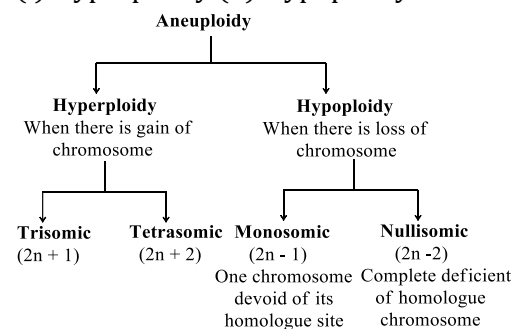 Aneuploidy
Hyperploidy
When there is gain of
chromosome
Hypoploidy
When there is loss of
chromosome
Trisomic
(2n + 1)
Tetrasomic
(2n + 2)
Monosomic
(2n - 1)
One chromosome
devoid of its
homologue site
Nullisomic
(2n -2)
Complete deficient
of homologue
chromosome